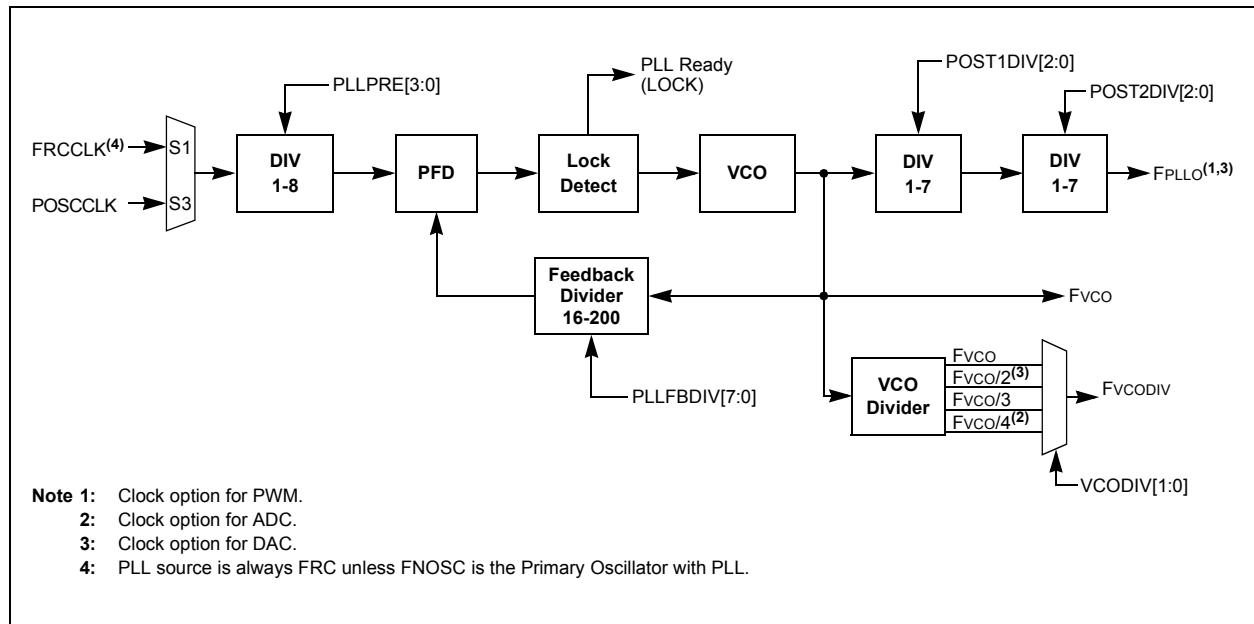 PLL Ready
(LOCK)
POST1DIV[2:0]
PLLPRE[3:0]
POST2DIV[2:0]
FRCCLK(4)
S1
POSCCLK
S3
DIV
1-8
PFD
Lock
Detect
VCO
DIV
1-7
DIV
1-7
FPLLO(1,3)
Feedback
Divider
16-200
FVCO
PLLFBDIV[7:0]
VCO
Divider
FVCO
FVCO/2(3)
FVCO/3
FVCO/4(2)
FVCODIV
VCODIV[1:0]
Note 1: Clock option for PWM.
2: Clock option for ADC.
3: Clock option for DAC.
4: PLL source is always FRC unless FNOSC is the Primary Oscillator with PLL.